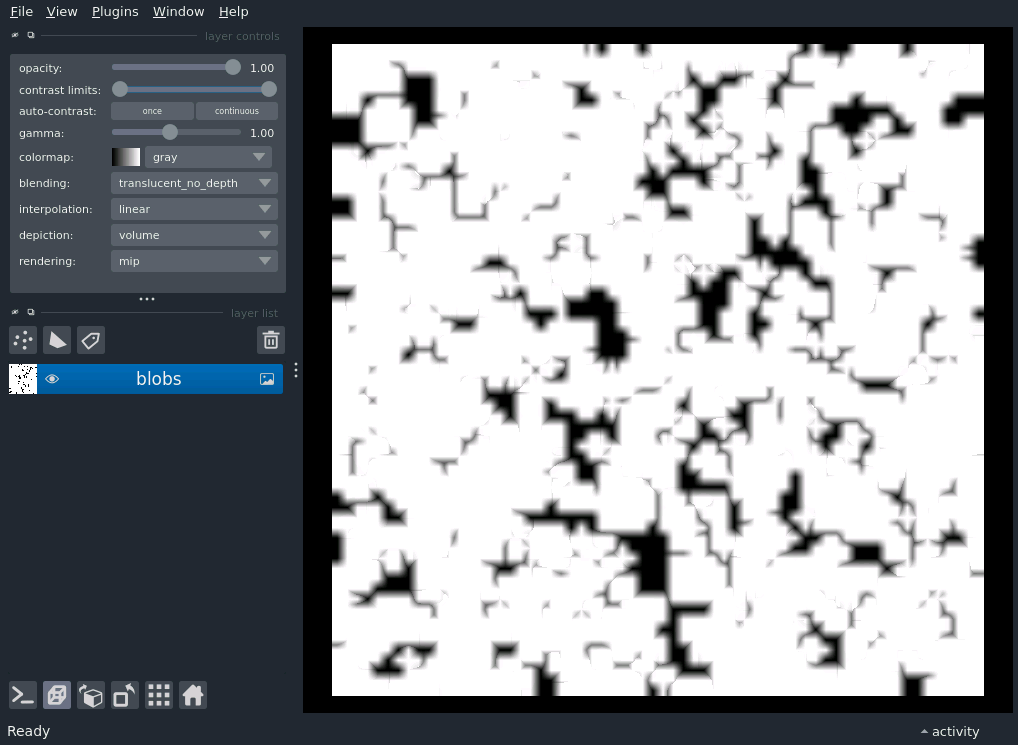 File View Plugins Window Help
layer controls
opacity: 1.00
contrast limits:
auto-contrast: once continuous
gamma: 1.00
colormap: gray
blending: translucent_no_depth
interpolation: linear
depiction: volume
rendering: mip
layer list
blobs
Ready activity